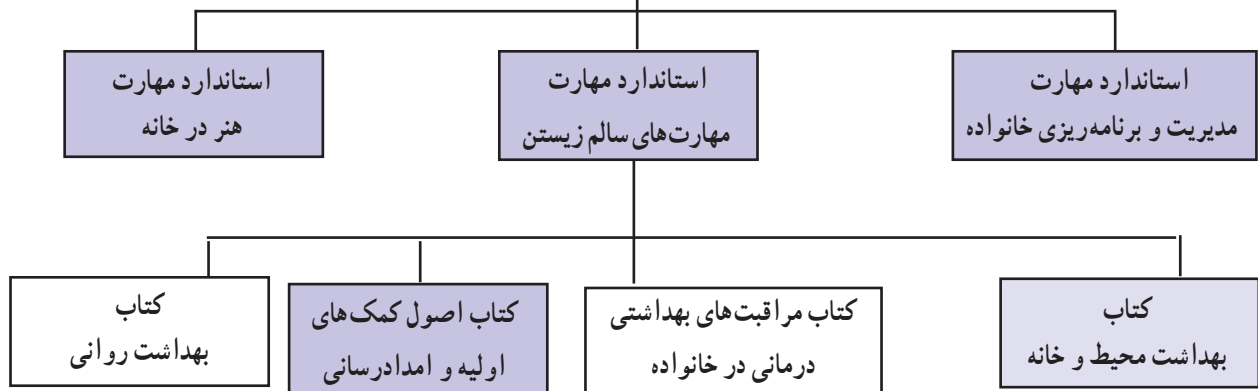 استاندارد مهارت
مدیریت و برنامه‌ریزی خانواده
استاندارد مهارت
مهارت‌های سالم زیستن
استاندارد مهارت
هنر در خانه
کتاب
بهداشت محیط و خانه
کتاب مراقبت‌های بهداشتی
درمانی در خانواده
کتاب اصول کمک‌های
اولیه و امدادرسانی
کتاب
بهداشت روانی